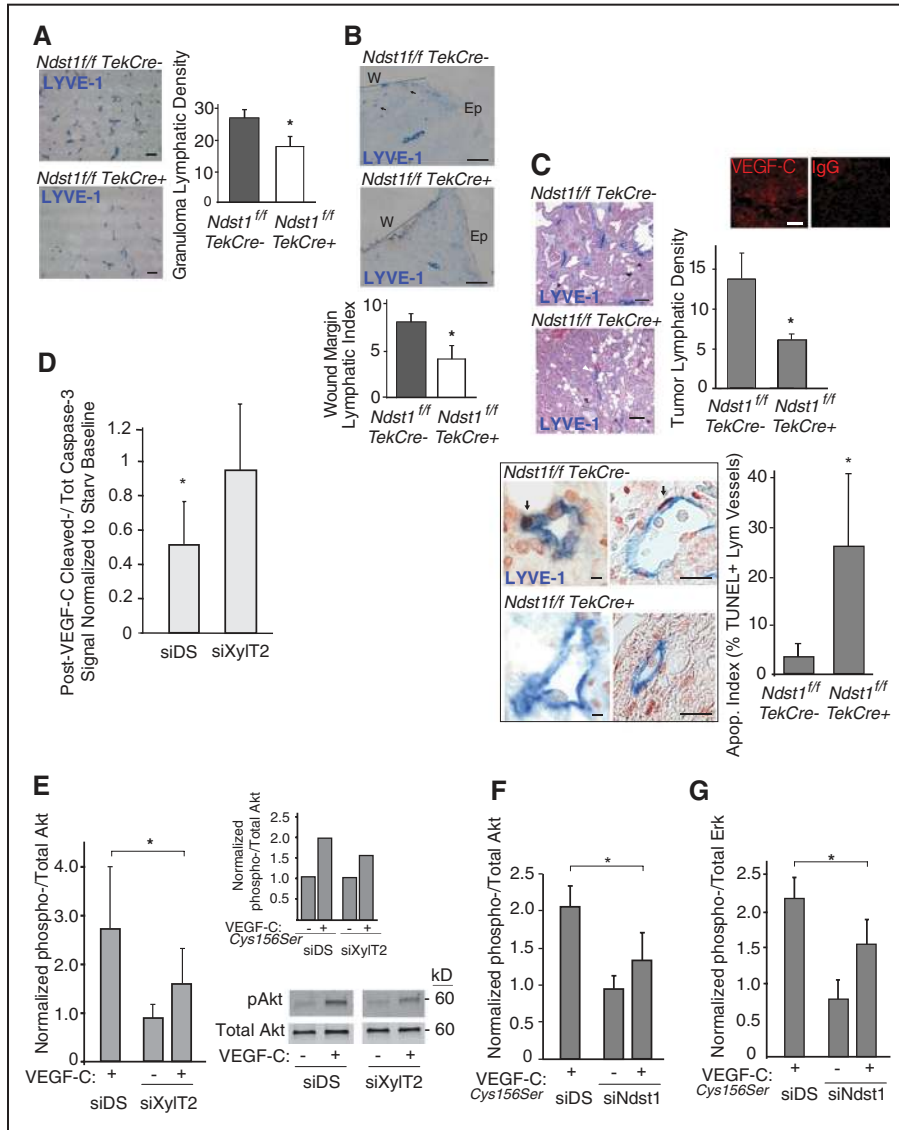 A
Ndst1f/f TekCre-
LYVE-1
Ndst1f/f TekCre+
LYVE-1
Granuloma Lymphatic Density
30
20
10
0
*
Ndst1 f/f TekCre-
Ndst1 f/f TekCre+
B
Ndst1f/f TekCre-
W
Ep
LYVE-1
Ndst1f/f TekCre+
W
Ep
LYVE-1
Wound Margin Lymphatic Index
10
5
0
*
Ndst1 f/f TekCre-
Ndst1 f/f TekCre+
C
Ndst1f/f TekCre-
LYVE-1
Ndst1f/f TekCre+
LYVE-1
VEGF-C
IgG
Tumor Lymphatic Density
15
10
5
0
*
Ndst1 f/f TekCre-
Ndst1 f/f TekCre+
Ndst1f/f TekCre-
LYVE-1
Ndst1f/f TekCre+
Apop. Index (% TUNEL+ Lym Vessels)
40
30
20
10
0
*
Ndst1 f/f TekCre-
Ndst1 f/f TekCre+
D
Post-VEGF-C Cleaved-/ Tot Caspase-3
Signal Normalized to Starv Baseline
1.2
1
0.8
0.6
0.4
0.2
0
*
siDS
siXylT2
E
Normalized phospho-/Total Akt
4.0
3.0
2.0
1.0
0
*
VEGF-C: + - +
siDS siXylT2
Normalized
phospho-/Total Akt
2.5
2.0
1.5
1.0
0
VEGF-C: - + - +
Cys156Ser
siDS siXylT2
kD
pAkt - 60
Total Akt - 60
VEGF-C: - + - +
siDS siXylT2
F
Normalized phospho-/Total Akt
2.5
2.0
1.5
1.0
0.5
0
*
VEGF-C: + - +
Cys156Ser
siDS siNdst1
G
Normalized phospho-/Total Erk
2.5
2.0
1.5
1.0
0.5
0
*
VEGF-C: + - +
Cys156Ser
siDS siNdst1